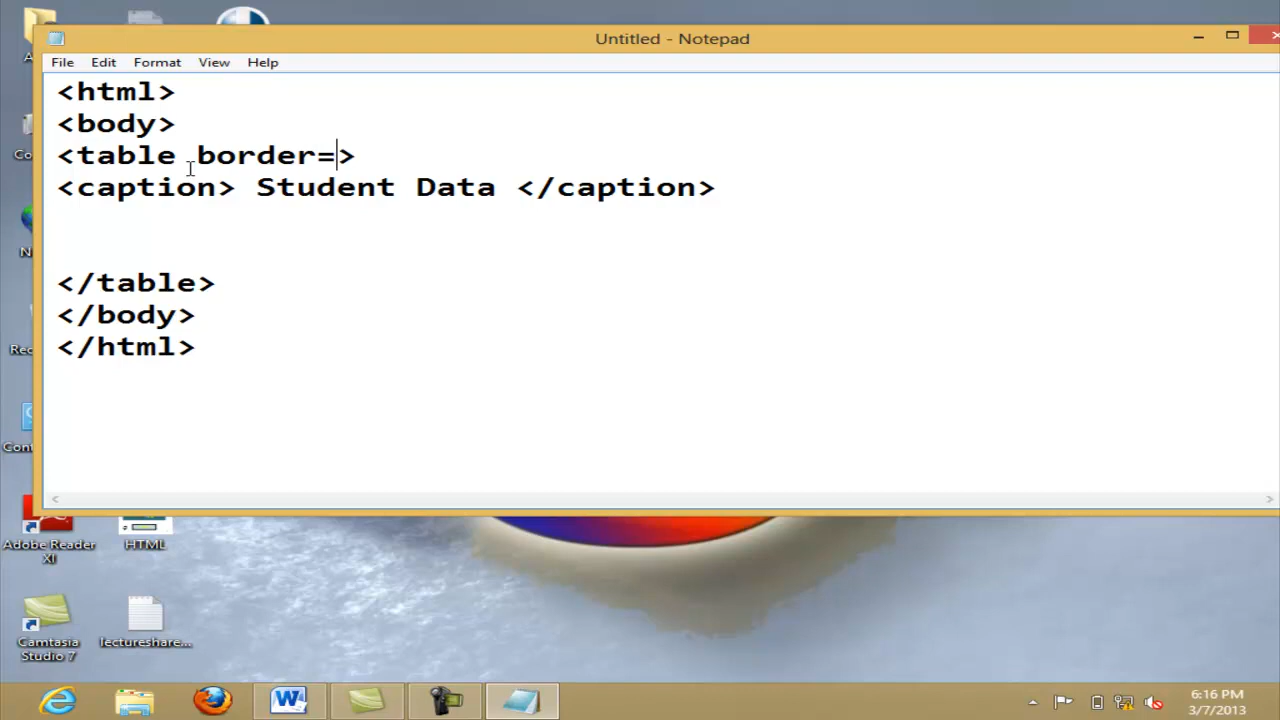 Untitled - Notepad
File Edit Format View Help
<html>
<body>
<table border=>
<caption> Student Data </caption>
</table>
</body>
</html>
Adobe Reader
XI
HTML
Camtasia
Studio 7
lectureshare...
6:16 PM
3/7/2013